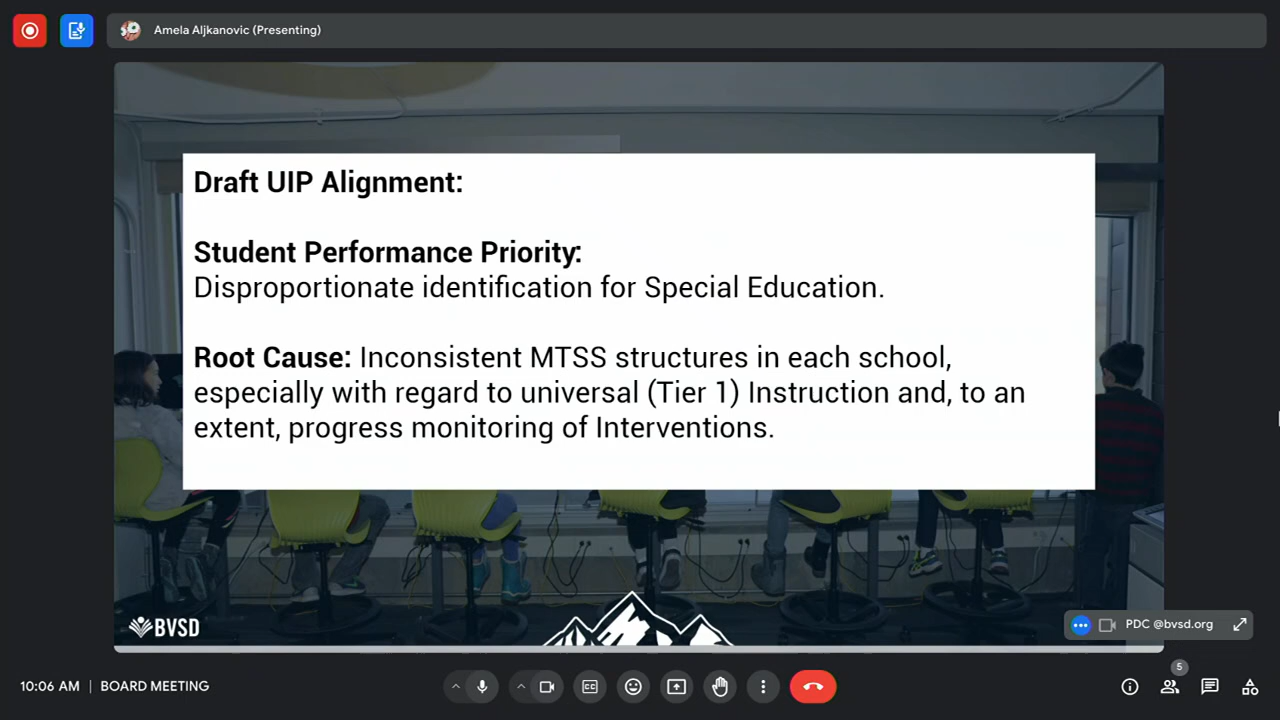 Amela Aljkanovic (Presenting)
Draft UIP Alignment:
Student Performance Priority:
Disproportionate identification for Special Education.
Root Cause: Inconsistent MTSS structures in each school,
especially with regard to universal (Tier 1) Instruction and, to an
extent, progress monitoring of Interventions.
BVSD
PDC @bvsd.org
10:06 AM | BOARD MEETING
CC
5